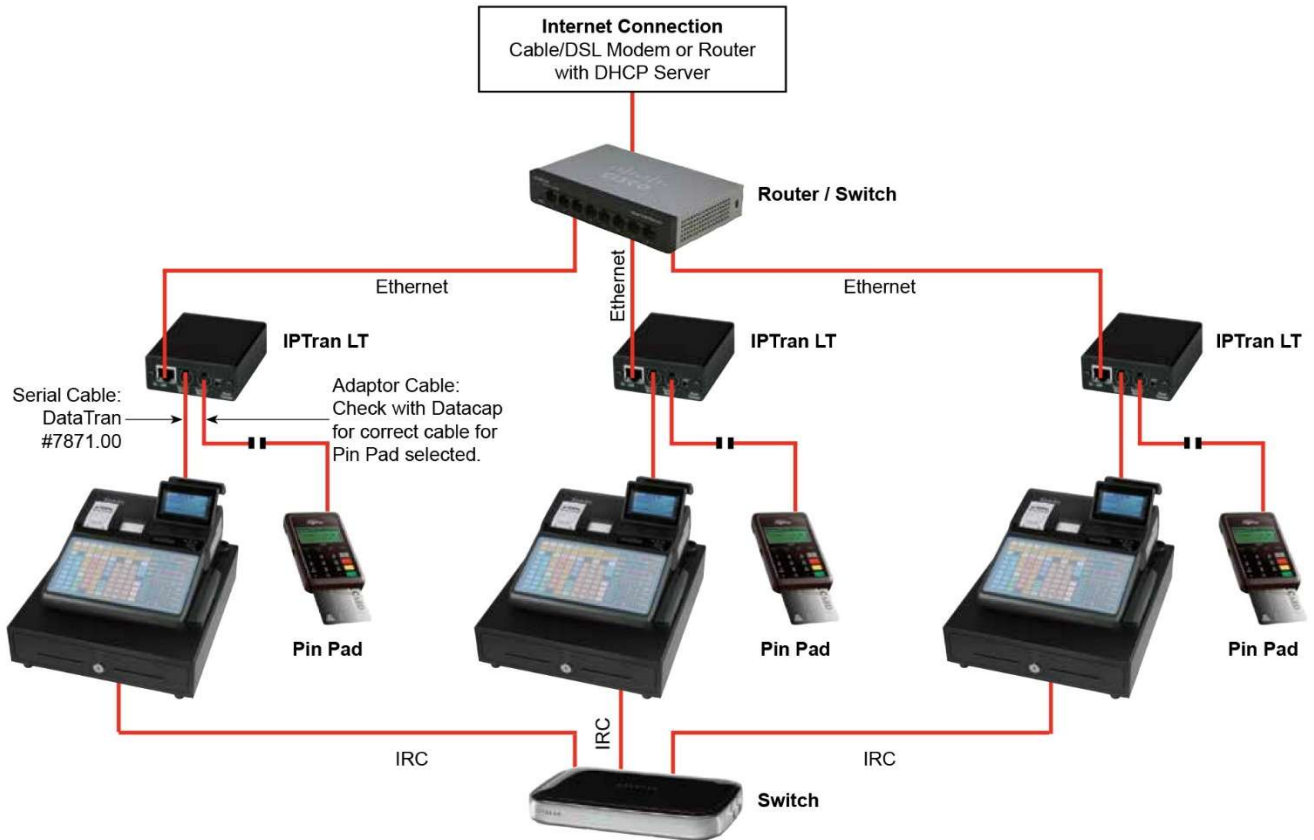 Internet Connection
Cable/DSL Modem or Router
with DHCP Server
Router / Switch
Ethernet
Ethernet
Ethernet
IPTran LT
IPTran LT
IPTran LT
Serial Cable:
DataTran
#7871.00
Adaptor Cable:
Check with Datacap
for correct cable for
Pin Pad selected.
Pin Pad
Pin Pad
Pin Pad
IRC
IRC
IRC
Switch